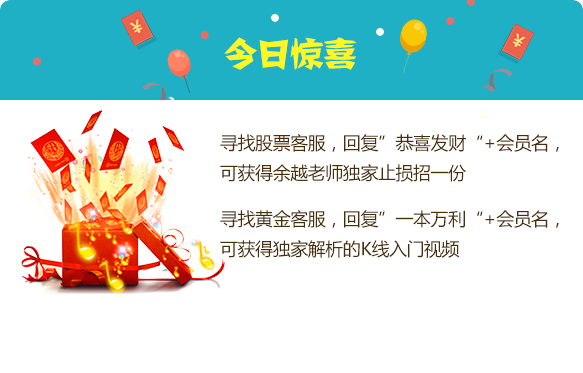 今日惊喜
寻找股票客服，回复”恭喜发财“+会员名，
可获得余越老师独家止损招一份
寻找黄金客服，回复”一本万利“+会员名，
可获得独家解析的K线入门视频